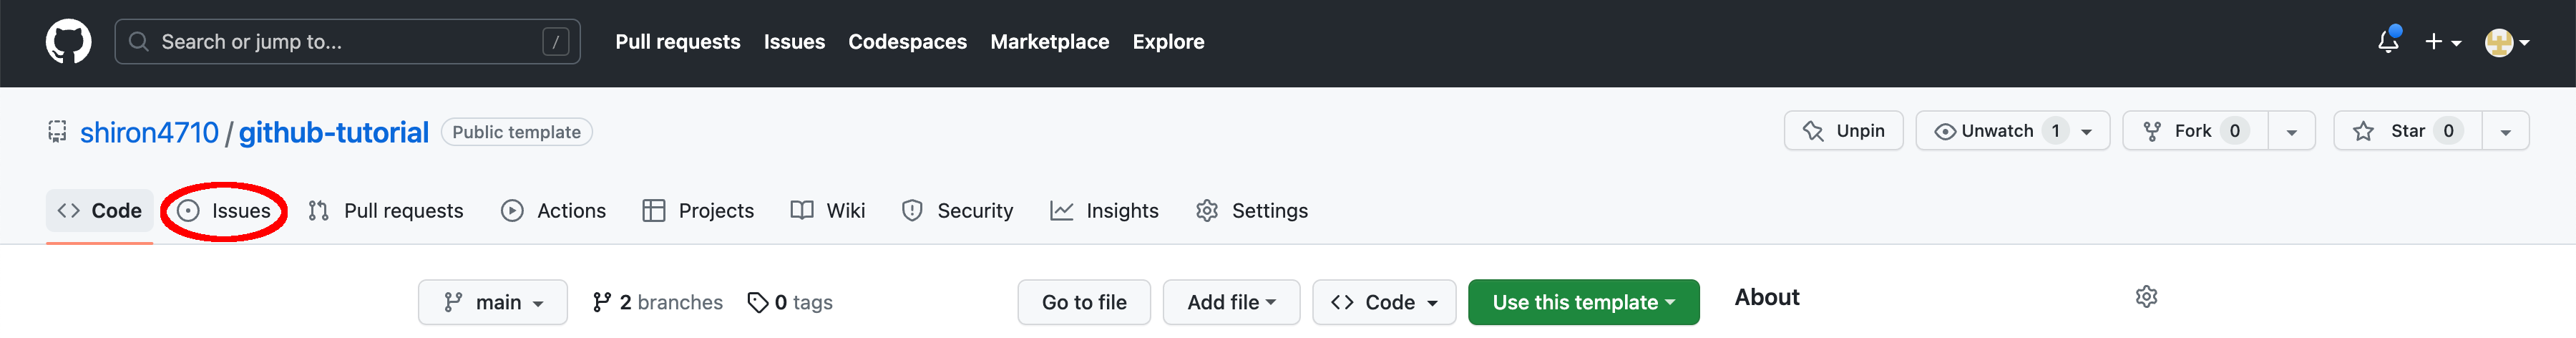 Search or jump to... / Pull requests Issues Codespaces Marketplace Explore
shiron4710 / github-tutorial Public template Unpin Unwatch 1 Fork 0 Star 0
Code Issues Pull requests Actions Projects Wiki Security Insights Settings
main 2 branches 0 tags Go to file Add file Code Use this template About